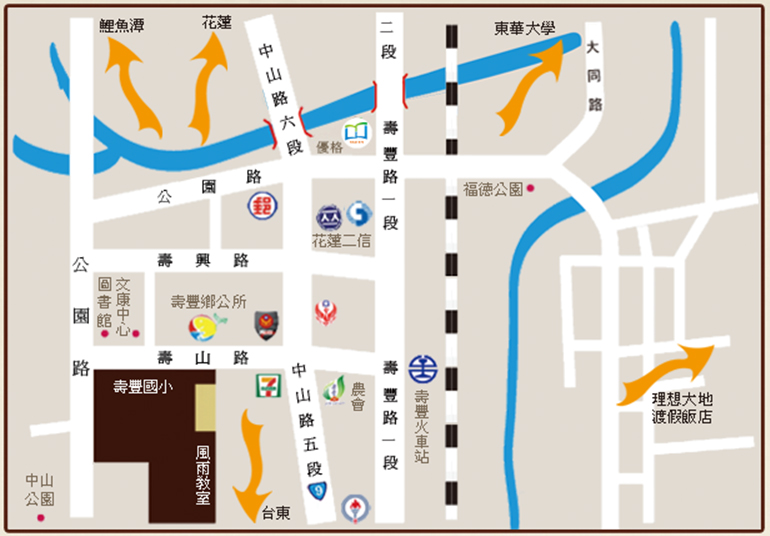 鯉魚潭
花蓮
中山路六段
二段
東華大學
大同路
優格
壽豐路一段
公園路
郵
福德公園
花蓮二信
壽興路
公園路
圖書館
文康中心
壽豐鄉公所
壽山路
壽豐國小
7
中山路五段
農會
壽豐路一段
壽豐火車站
理想大地
渡假飯店
風雨教室
中山
公園
台東
9